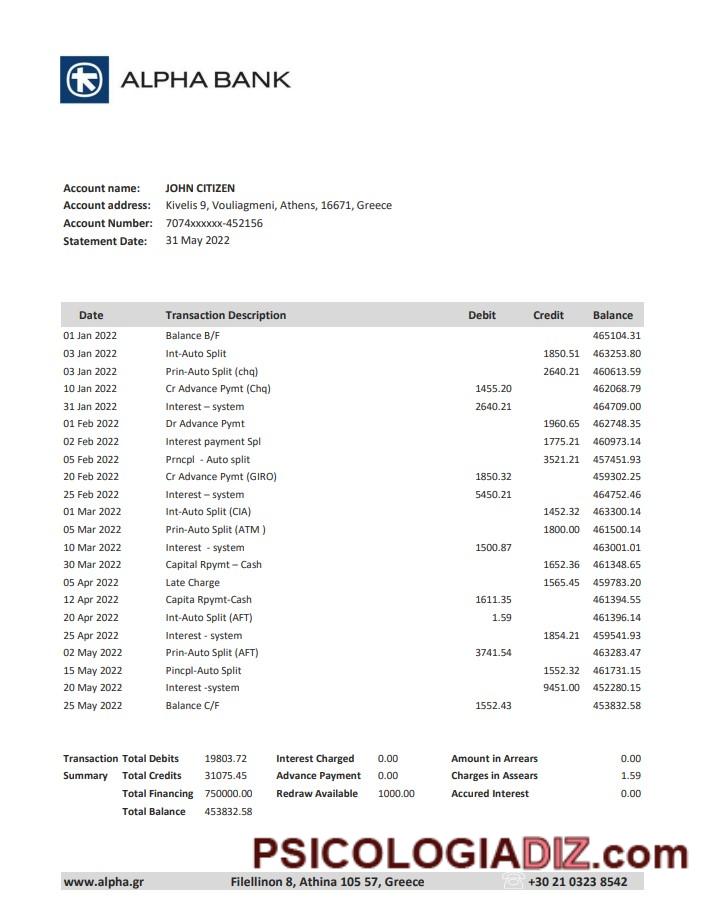 ALPHA BANK
Account name: JOHN CITIZEN
Account address: Kivelis 9, Vouliagmeni, Athens, 16671, Greece
Account Number: 7074xxxxxx-452156
Statement Date: 31 May 2022
Date Transaction Description Debit Credit Balance
01 Jan 2022 Balance B/F 465104.31
03 Jan 2022 Int-Auto Split 1850.51 463253.80
03 Jan 2022 Prin-Auto Split (chq) 2640.21 460613.59
10 Jan 2022 Cr Advance Pymt (Chq) 1455.20 462068.79
31 Jan 2022 Interest – system 2640.21 464709.00
01 Feb 2022 Dr Advance Pymt 1960.65 462748.35
02 Feb 2022 Interest payment Spl 1775.21 460973.14
05 Feb 2022 Prncpl - Auto split 3521.21 457451.93
20 Feb 2022 Cr Advance Pymt (GIRO) 1850.32 459302.25
25 Feb 2022 Interest – system 5450.21 464752.46
01 Mar 2022 Int-Auto Split (CIA) 1452.32 463300.14
05 Mar 2022 Prin-Auto Split (ATM ) 1800.00 461500.14
10 Mar 2022 Interest - system 1500.87 463001.01
30 Mar 2022 Capital Rpymt – Cash 1652.36 461348.65
05 Apr 2022 Late Charge 1565.45 459783.20
12 Apr 2022 Capita Rpymt-Cash 1611.35 461394.55
20 Apr 2022 Int-Auto Split (AFT) 1.59 461396.14
25 Apr 2022 Interest - system 1854.21 459541.93
02 May 2022 Prin-Auto Split (AFT) 3741.54 463283.47
15 May 2022 Pincpl-Auto Split 1552.32 461731.15
20 May 2022 Interest -system 9451.00 452280.15
25 May 2022 Balance C/F 1552.43 453832.58
Transaction Total Debits 19803.72 Interest Charged 0.00 Amount in Arrears 0.00
Summary Total Credits 31075.45 Advance Payment 0.00 Charges in Assears 1.59
Total Financing 750000.00 Redraw Available 1000.00 Accured Interest 0.00
Total Balance 453832.58
PSICOLOGIADIZ.com
www.alpha.gr Filellinon 8, Athina 105 57, Greece +30 21 0323 8542